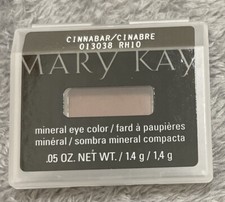 CINNABAR/CINABRE
013038 RH10
MARY KAY
mineral eye color / fard à paupières
minéral / sombra mineral compacta
.05 OZ. NET WT. / 1.4 g / 1,4 g